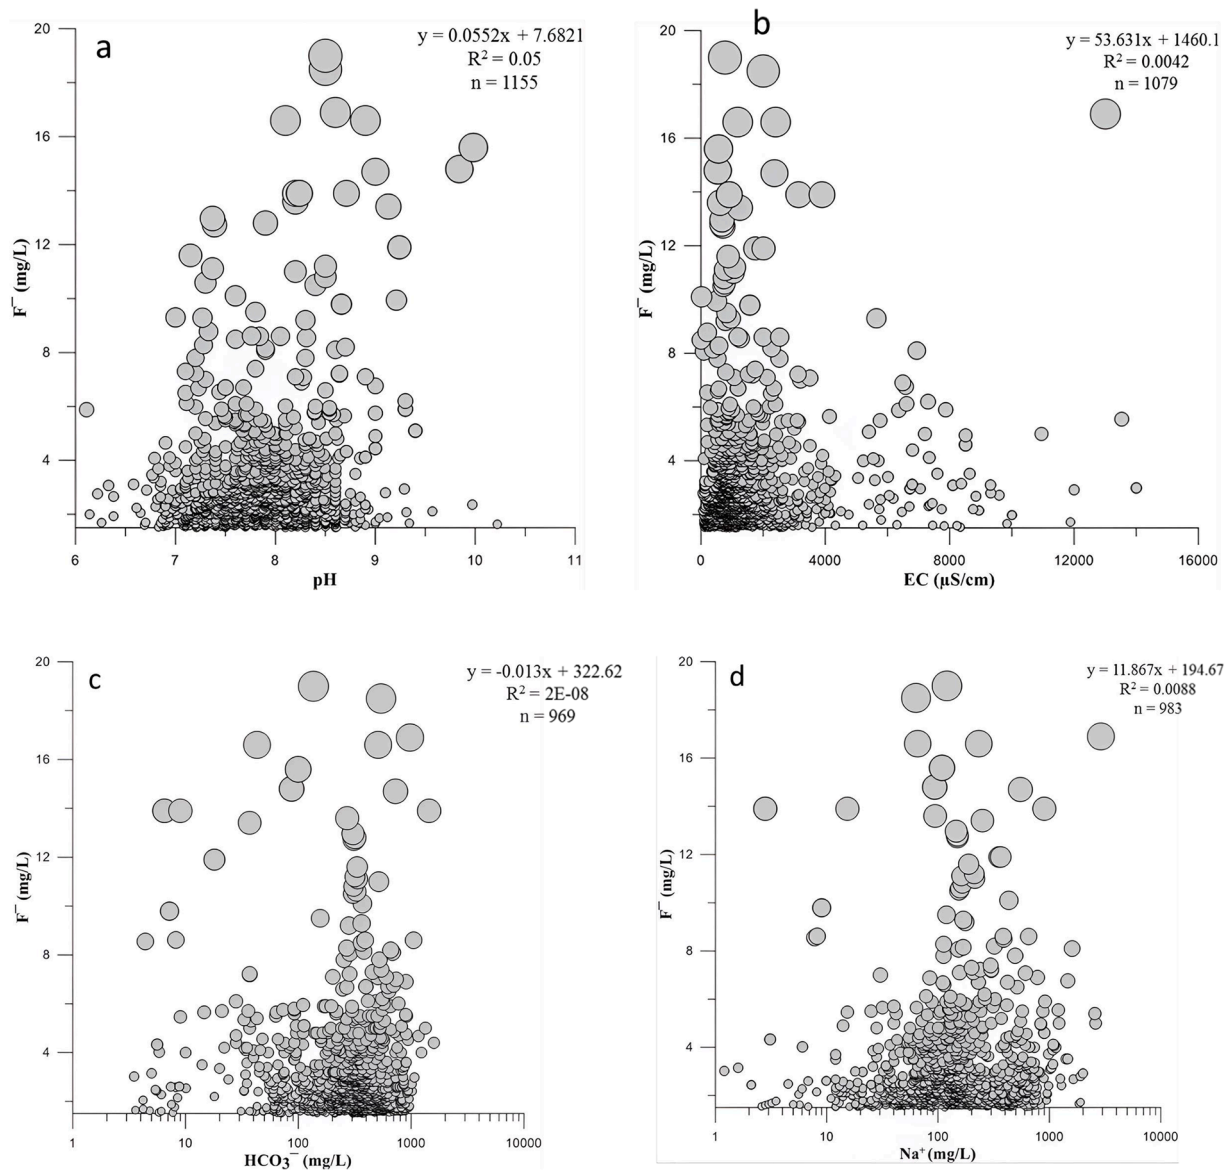 a
y = 0.0552x + 7.6821
R² = 0.05
n = 1155
20
16
12
8
4
F⁻ (mg/L)
6 7 8 9 10 11
pH
b
y = 53.631x + 1460.1
R² = 0.0042
n = 1079
20
16
12
8
4
F⁻ (mg/L)
0 4000 8000 12000 16000
EC (µS/cm)
c
y = -0.013x + 322.62
R² = 2E-08
n = 969
20
16
12
8
4
F⁻ (mg/L)
1 10 100 1000 10000
HCO₃⁻ (mg/L)
d
y = 11.867x + 194.67
R² = 0.0088
n = 983
20
16
12
8
4
F⁻ (mg/L)
1 10 100 1000 10000
Na⁺(mg/L)